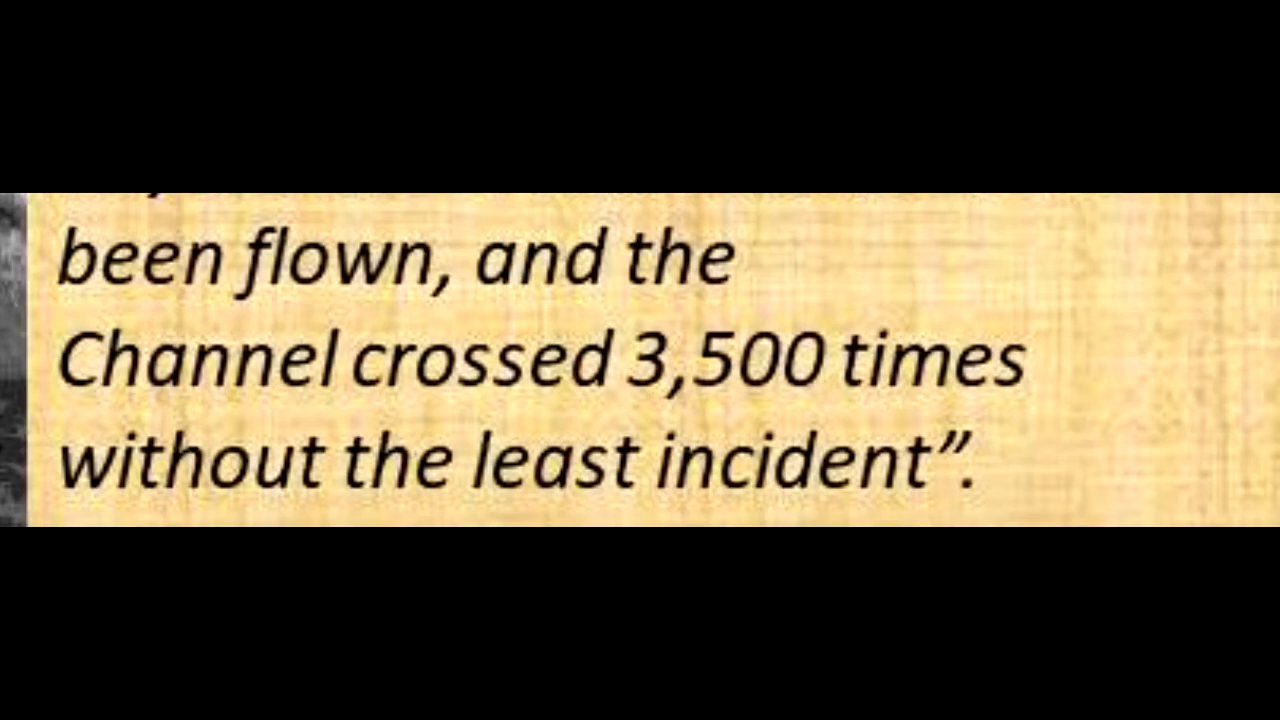 been flown, and the
Channel crossed 3,500 times
without the least incident”.